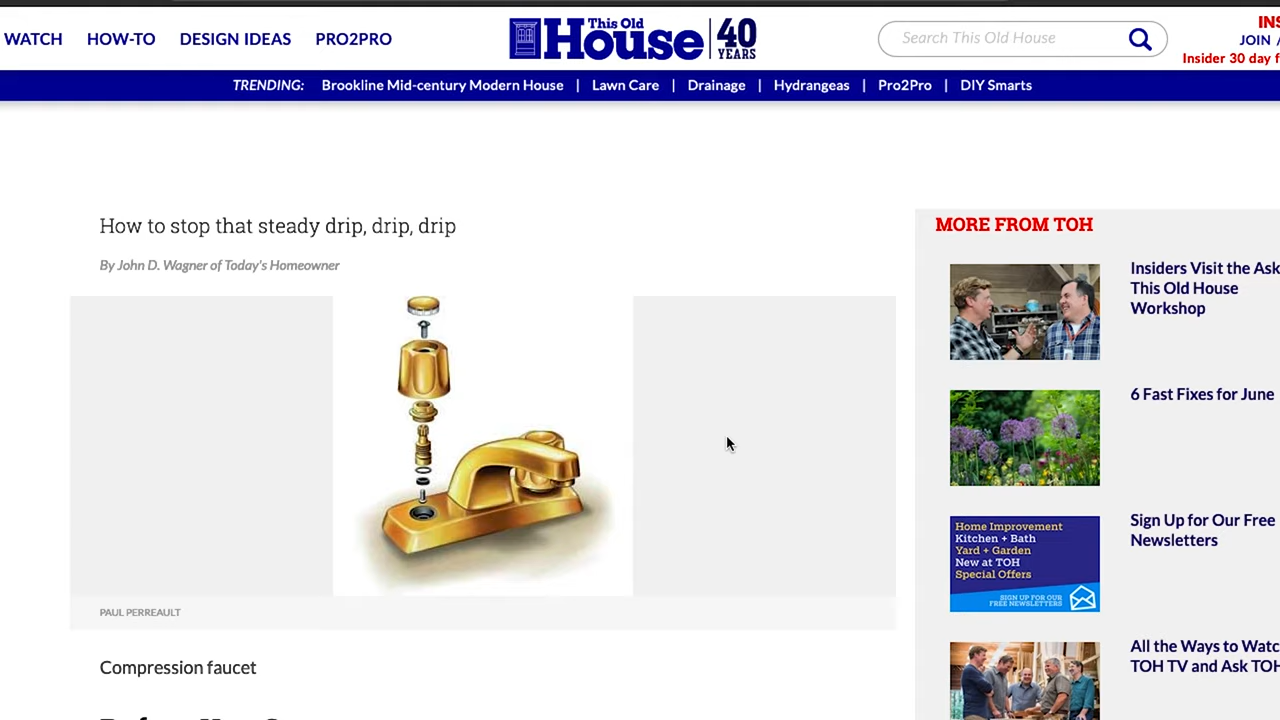 WATCH HOW-TO DESIGN IDEAS PRO2PRO
This Old House 40 YEARS
Search This Old House
INS
JOIN /
Insider 30 day f
TRENDING: Brookline Mid-century Modern House | Lawn Care | Drainage | Hydrangeas | Pro2Pro | DIY Smarts
How to stop that steady drip, drip, drip
By John D. Wagner of Today's Homeowner
PAUL PERREAULT
Compression faucet
MORE FROM TOH
Insiders Visit the Ask
This Old House
Workshop
6 Fast Fixes for June
Home Improvement
Kitchen + Bath
Yard + Garden
New at TOH
Special Offers
SIGN UP FOR OUR
FREE NEWSLETTERS
Sign Up for Our Free
Newsletters
All the Ways to Watc
TOH TV and Ask TOH